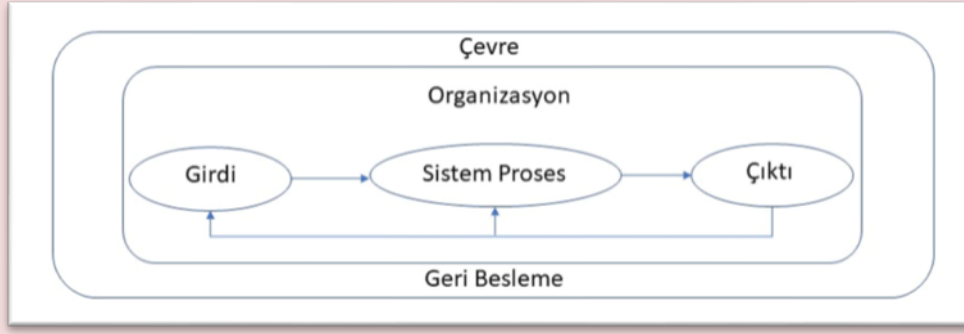 Çevre
Organizasyon
Girdi
Sistem Proses
Çıktı
Geri Besleme